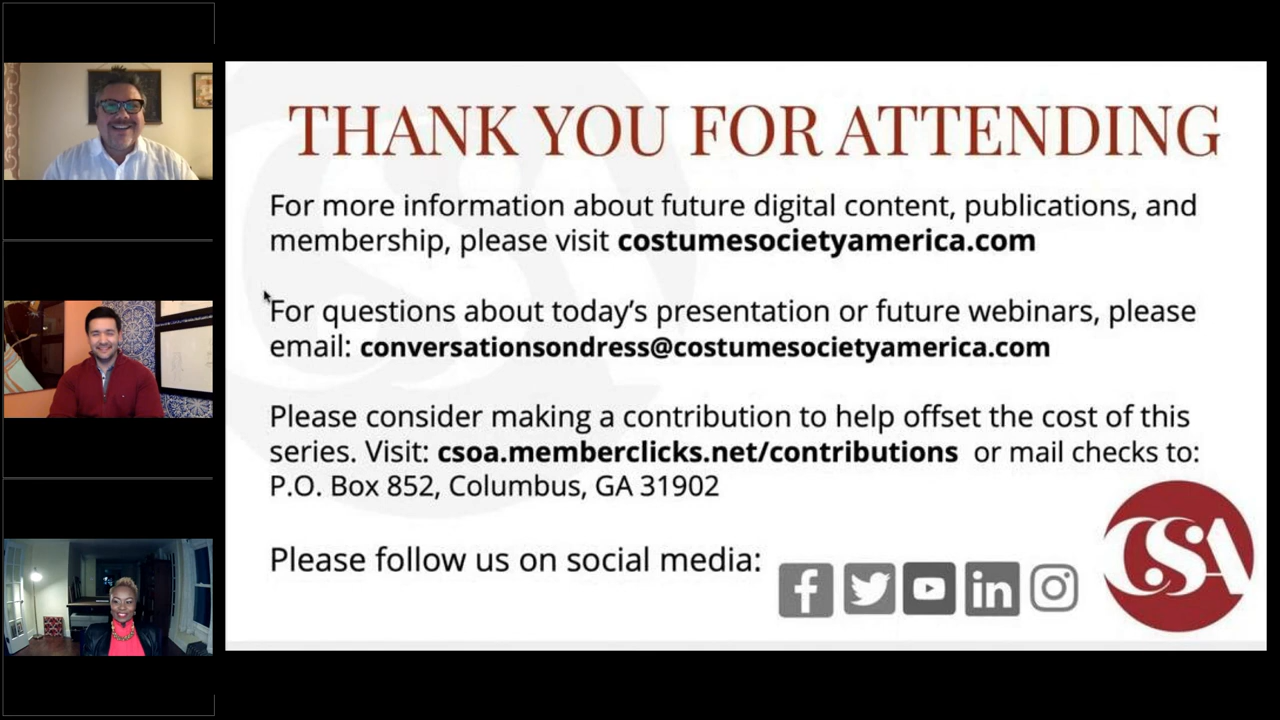 THANK YOU FOR ATTENDING
For more information about future digital content, publications, and
membership, please visit costumesocietyamerica.com
For questions about today’s presentation or future webinars, please
email: conversationsondress@costumesocietyamerica.com
Please consider making a contribution to help offset the cost of this
series. Visit: csoa.memberclicks.net/contributions or mail checks to:
P.O. Box 852, Columbus, GA 31902
Please follow us on social media:
in
CSA